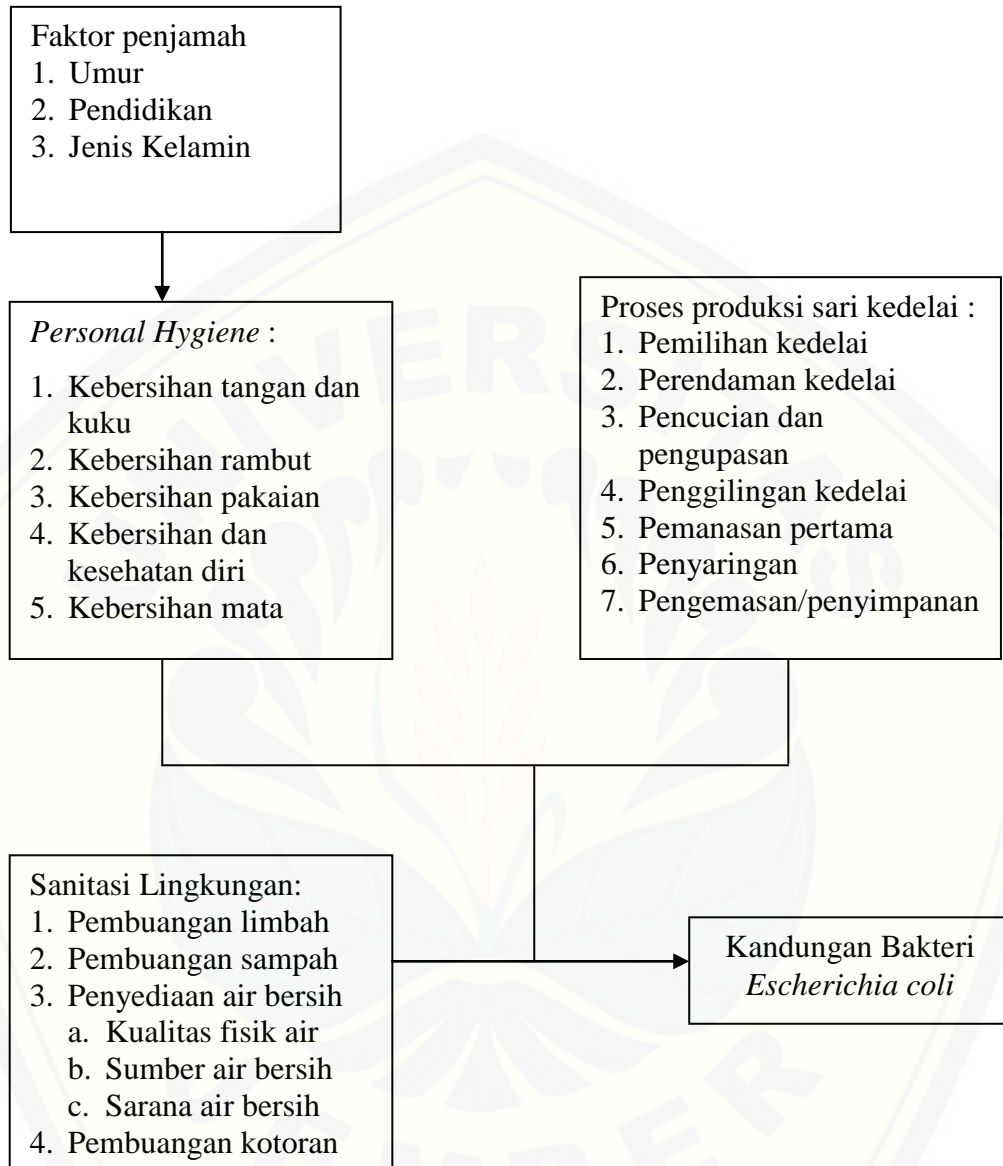 Faktor penjamah
1. Umur
2. Pendidikan
3. Jenis Kelamin
Personal Hygiene :
1. Kebersihan tangan dan
kuku
2. Kebersihan rambut
3. Kebersihan pakaian
4. Kebersihan dan
kesehatan diri
5. Kebersihan mata
Proses produksi sari kedelai :
1. Pemilihan kedelai
2. Perendaman kedelai
3. Pencucian dan
pengupasan
4. Penggilingan kedelai
5. Pemanasan pertama
6. Penyaringan
7. Pengemasan/penyimpanan
Sanitasi Lingkungan:
1. Pembuangan limbah
2. Pembuangan sampah
3. Penyediaan air bersih
a. Kualitas fisik air
b. Sumber air bersih
c. Sarana air bersih
4. Pembuangan kotoran
Kandungan Bakteri
Escherichia coli
UNIVERSITAS